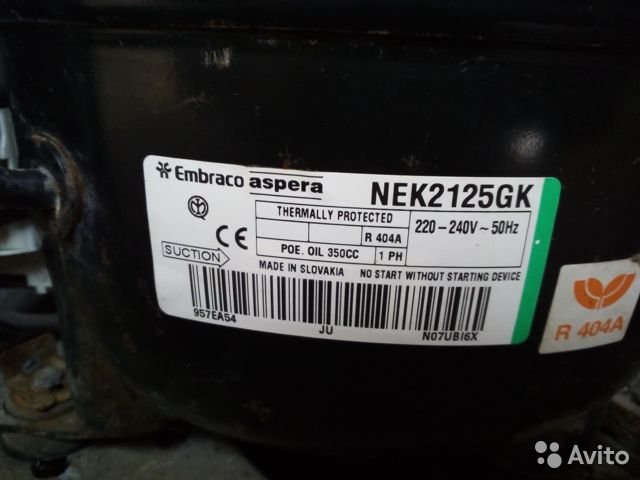 Embraco aspera
NEK2125GK
THERMALLY PROTECTED
R 404A
POE. OIL 350CC
1 PH
220-240V~50Hz
CE
SUCTION
MADE IN SLOVAKIA
NO START WITHOUT STARTING DEVICE
957EA54
JU
N07UBI6X
R 404A
Avito